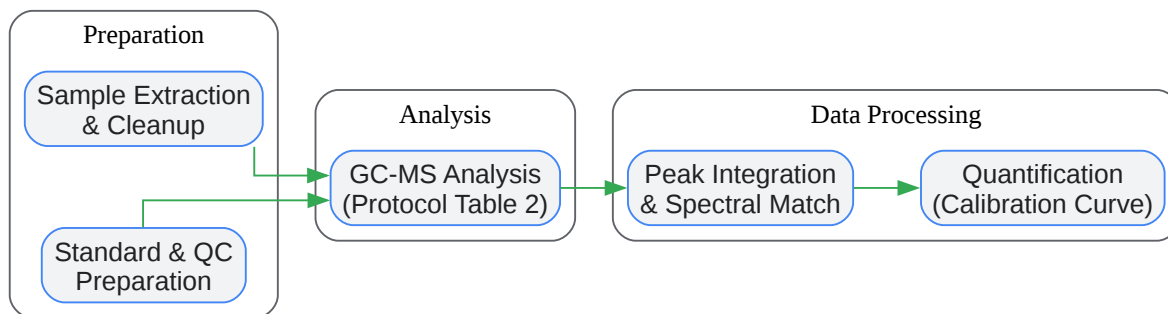 Preparation
Sample Extraction
& Cleanup
Standard & QC
Preparation
Analysis
GC-MS Analysis
(Protocol Table 2)
Data Processing
Peak Integration
& Spectral Match
Quantification
(Calibration Curve)